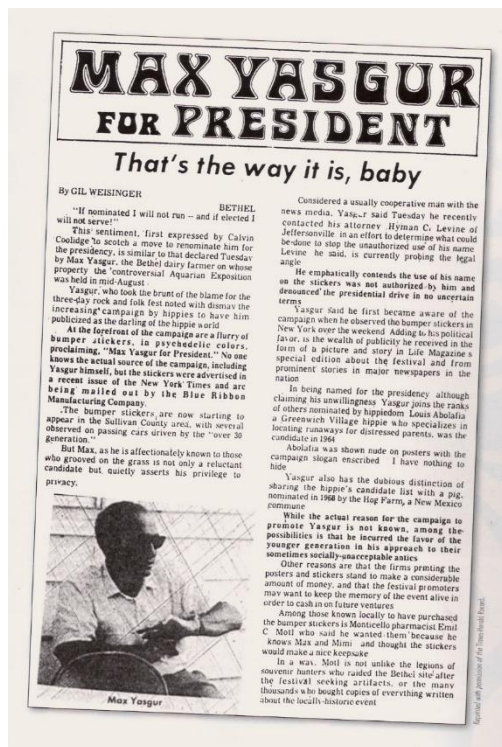 MAX YASGUR
FOR PRESIDENT
That's the way it is, baby
By GIL WEISINGER
BETHEL
"If nominated I will not run -- and if elected I
will not serve!"
This sentiment, first expressed by Calvin
Coolidge to scotch a move to renominate him for
the presidency, is similar to that declared Tuesday
by Max Yasgur, the Bethel dairy farmer on whose
property the controversial Aquarian Exposition
was held in mid-August.
Yasgur, who took the brunt of the blame for the
three-day rock and folk fest noted with dismay the
increasing campaign by hippies to have him
publicized as the darling of the hippie world
At the forefront of the campaign are a flurry of
bumper stickers, in psychedelic colors,
proclaiming, "Max Yasgur for President." No one
knows the actual source of the campaign, including
Yasgur himself, but the stickers were advertised in
a recent issue of the New York Times and are
being mailed out by the Blue Ribbon
Manufacturing Company.
The bumper stickers are now starting to
appear in the Sullivan County area, with several
observed on passing cars driven by the "over 30
generation."
But Max, as he is affectionately known to those
who grooved on the grass is not only a reluctant
candidate but quietly asserts his privilege to
privacy.
Max Yasgur
Considered a usually cooperative man with the
news media, Yasgur said Tuesday he recently
contacted his attorney Hyman C. Levine of
Jeffersonville in an effort to determine what could
be done to stop the unauthorized use of his name
Levine he said, is currently probing the legal
angle
He emphatically contends the use of his name
on the stickers was not authorized by him and
denounced the presidential drive in no uncertain
terms
Yasgur said he first became aware of the
campaign when he observed the bumper stickers in
New York over the weekend Adding to his political
favor, is the wealth of publicity he received in the
form of a picture and story in Life Magazine s
special edition about the festival and from
prominent stories in major newspapers in the
nation
In being named for the presidency although
claiming his unwillingness Yasgur joins the ranks
of others nominated by hippiedom Louis Abolafia
a Greenwich Village hippie who specializes in
locating runaways for distressed parents, was the
candidate in 1964
Abolafia was shown nude on posters with the
campaign slogan enscribed I have nothing to
hide
Yasgur also has the dubious distinction of
sharing the hippie's candidate list with a pig,
nominated in 1968 by the Hog Farm, a New Mexico
commune
While the actual reason for the campaign to
promote Yasgur is not known, among the
possibilities is that he incurred the favor of the
younger generation in his approach to their
sometimes socially-unacceptable antics
Other reasons are that the firms printing the
posters and stickers stand to make a considerable
amount of money, and that the festival promoters
may want to keep the memory of the event alive in
order to cash in on future ventures
Among those known locally to have purchased
the bumper stickers is Monticello pharmacist Emil
C Motl who said he wanted them because he
knows Max and Mimi and thought the stickers
would make a nice keepsake
In a way, Motl is not unlike the legions of
souvenir hunters who raided the Bethel site after
the festival seeking artifacts, or the many
thousands who bought copies of everything written
about the locally-historic event
Reprinted with permission of the Times-Herald Record.